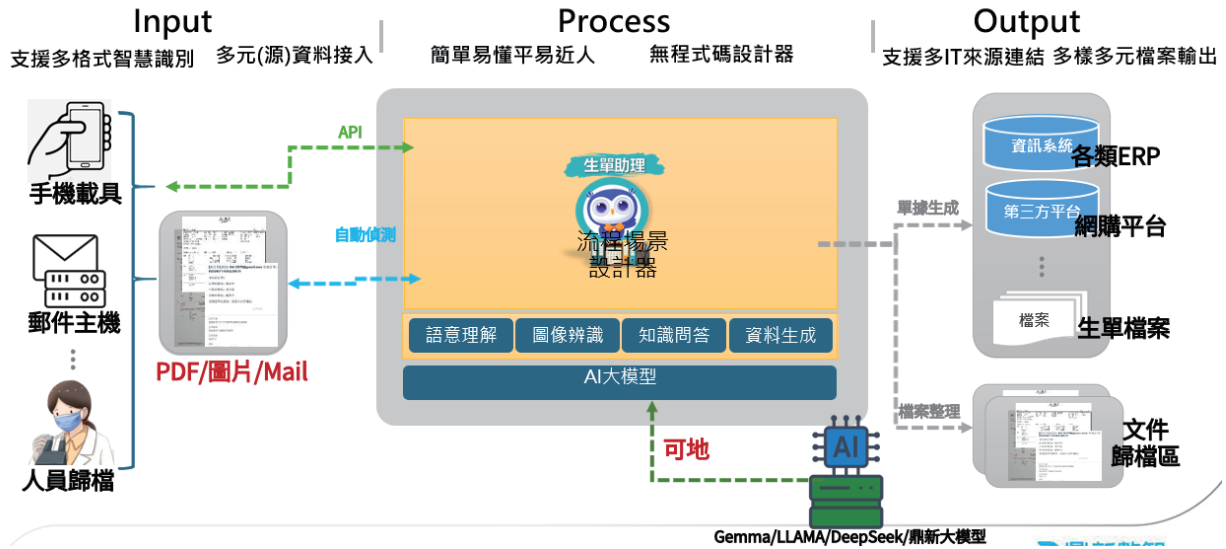 Input
Process
Output
支援多格式智慧識別
多元(源)資料接入
簡單易懂平易近人
無程式碼設計器
支援多IT來源連結
多樣多元檔案輸出
手機載具
郵件主機
人員歸檔
PDF/圖片/Mail
API
自動偵測
生單助理
流程場景
設計器
語意理解
圖像辨識
知識問答
資料生成
AI大模型
可地
AI
Gemma/LLAMA/DeepSeek/鼎新大模型
單據生成
檔案整理
資訊系統
各類ERP
第三方平台
網購平台
檔案
生單檔案
文件
歸檔區